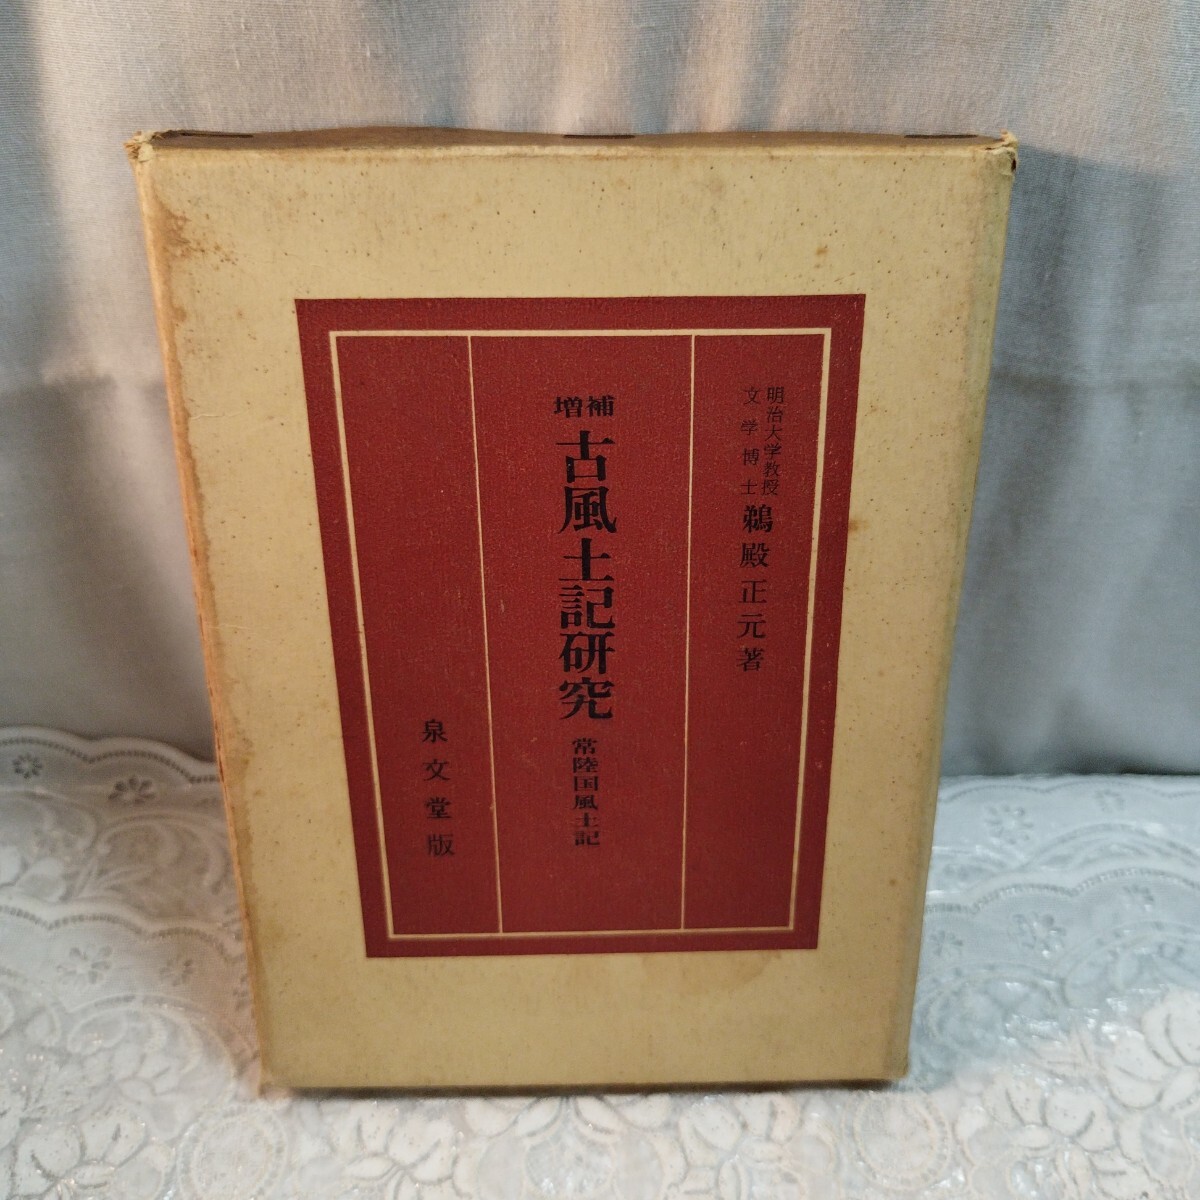 明治大学教授
文学博士
鵜殿正元著
補増
古風土記研究
常陸国風土記
泉文堂版